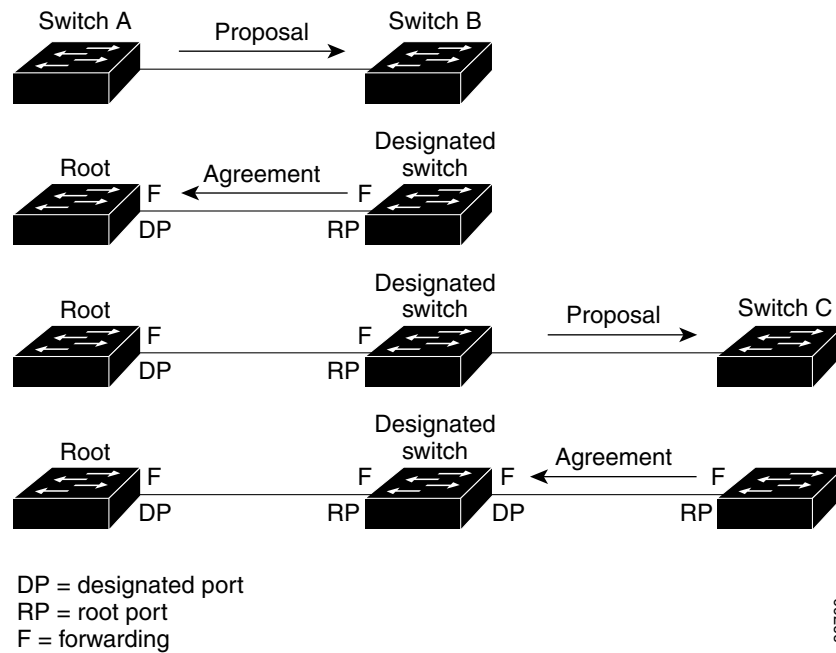 Switch A
Proposal
Switch B
Root
F
Agreement
F
Designated
switch
DP
RP
Root
F
F
Designated
switch
Proposal
Switch C
DP
RP
Root
F
F
Designated
switch
F
Agreement
F
DP
RP
DP
RP
DP = designated port
RP = root port
F = forwarding